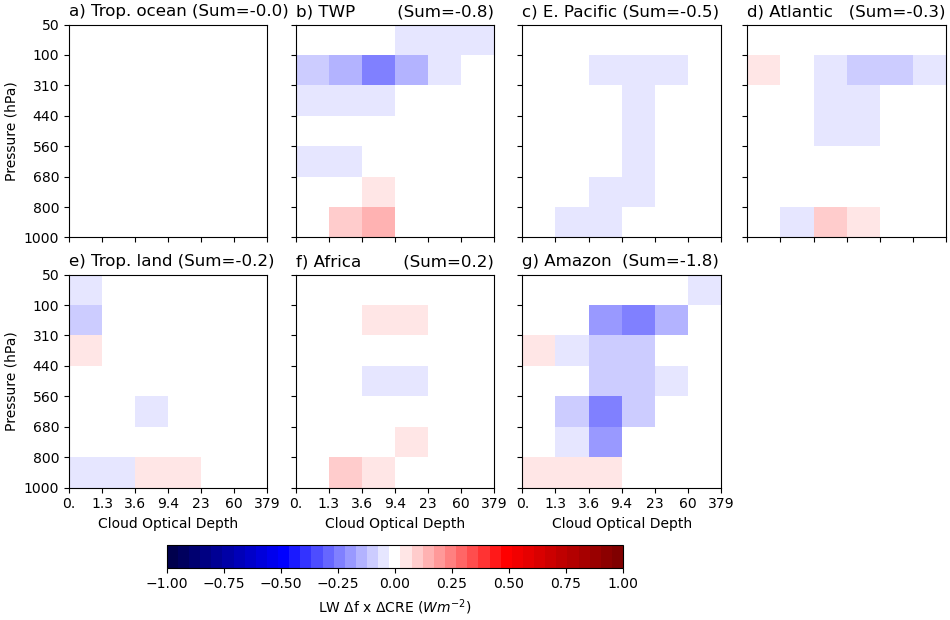 a) Trop. ocean (Sum=-0.0) b) TWP (Sum=-0.8) c) E. Pacific (Sum=-0.5) d) Atlantic (Sum=-0.3)
50
100
310
440
560
680
800
1000
Pressure (hPa)
e) Trop. land (Sum=-0.2) f) Africa (Sum=0.2) g) Amazon (Sum=-1.8)
50
100
310
440
560
680
800
1000
Pressure (hPa)
0. 1.3 3.6 9.4 23 60 379 0. 1.3 3.6 9.4 23 60 379 0. 1.3 3.6 9.4 23 60 379
Cloud Optical Depth Cloud Optical Depth Cloud Optical Depth
−1.00 −0.75 −0.50 −0.25 0.00 0.25 0.50 0.75 1.00
LW Δf x ΔCRE (Wm⁻²)